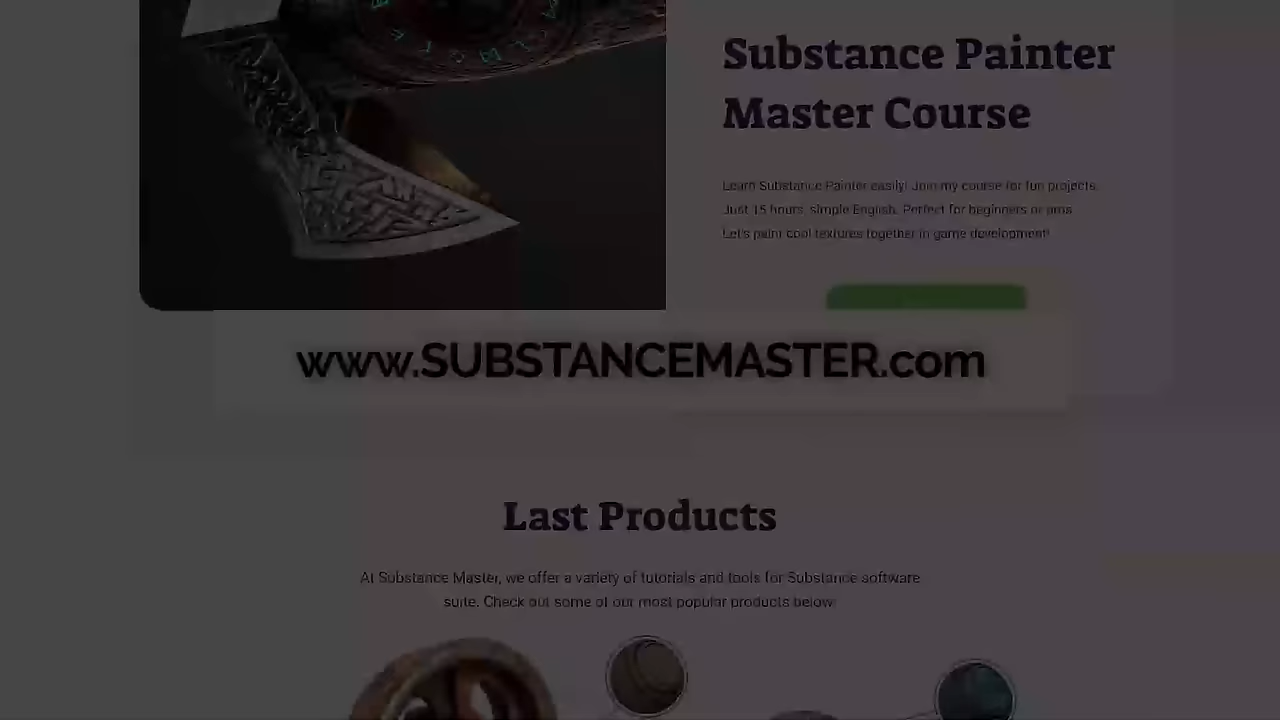 Substance Painter
Master Course
Learn Substance Painter easily! Join my course for fun projects.
Just 15 hours, simple English. Perfect for beginners or pros.
Let's paint cool textures together in game development!
www.SUBSTANCEMASTER.com
Last Products
At Substance Master, we offer a variety of tutorials and tools for Substance software
suite. Check out some of our most popular products below.